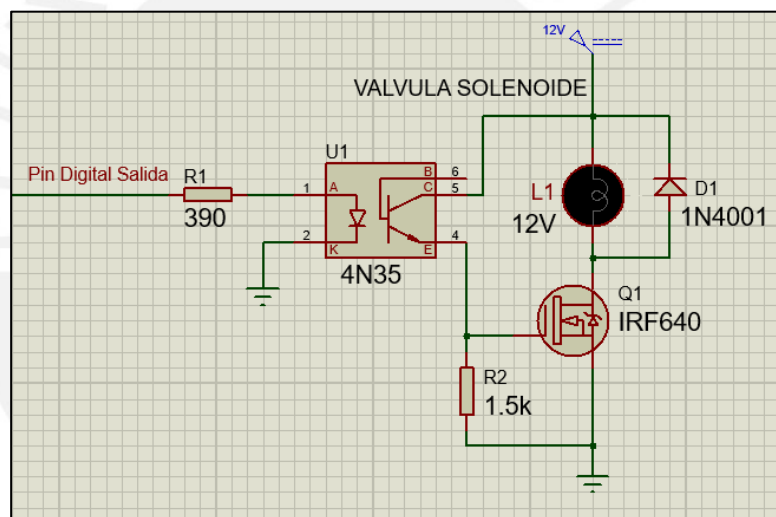 12V
VALVULA SOLENOIDE
U1
Pin Digital Salida
R1
390
1
A
2
K
B
6
C
5
E
4
4N35
L1
12V
D1
1N4001
Q1
IRF640
R2
1.5k